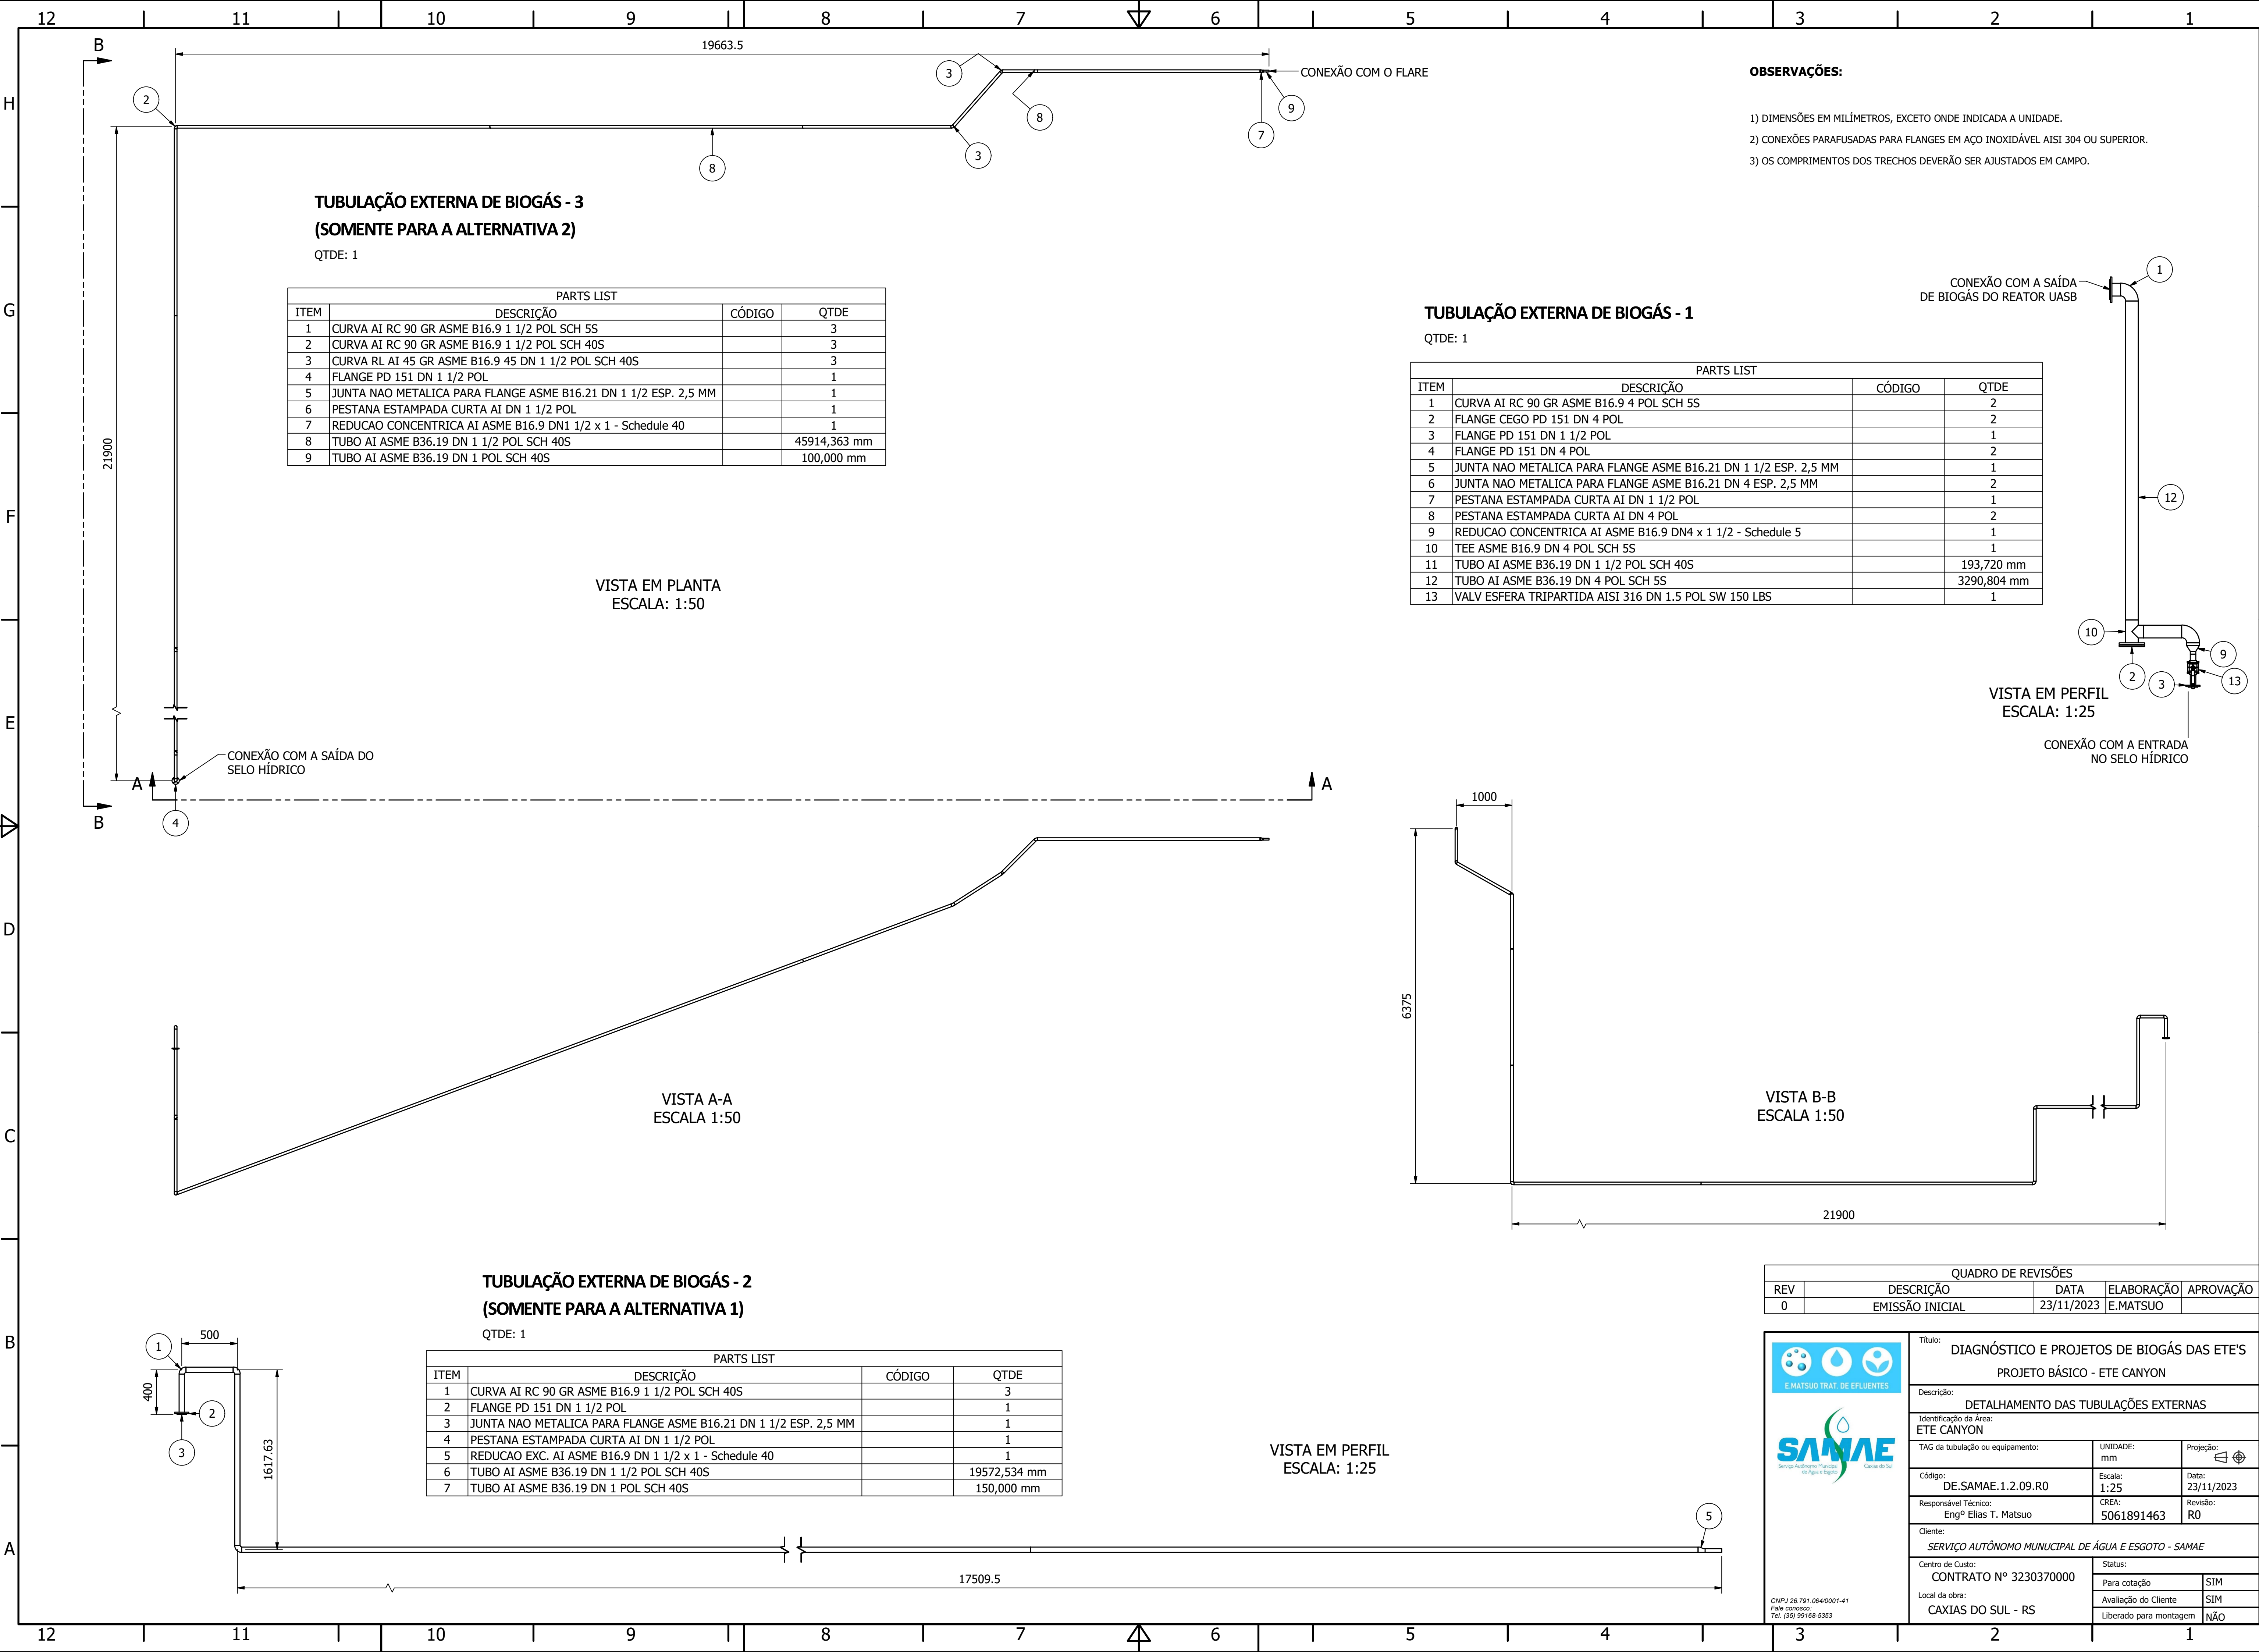 12 11 10 9 8 7 6 5 4 3 2 1
H
G
F
E
D
C
B
A
B
19663.5
2
3
CONEXÃO COM O FLARE
8
9
7
3
8
21900
TUBULAÇÃO EXTERNA DE BIOGÁS - 3
(SOMENTE PARA A ALTERNATIVA 2)
QTDE: 1
PARTS LIST
ITEM DESCRIÇÃO CÓDIGO QTDE
1 CURVA AI RC 90 GR ASME B16.9 1 1/2 POL SCH 5S 3
2 CURVA AI RC 90 GR ASME B16.9 1 1/2 POL SCH 40S 3
3 CURVA RL AI 45 GR ASME B16.9 45 DN 1 1/2 POL SCH 40S 3
4 FLANGE PD 151 DN 1 1/2 POL 1
5 JUNTA NAO METALICA PARA FLANGE ASME B16.21 DN 1 1/2 ESP. 2,5 MM 1
6 PESTANA ESTAMPADA CURTA AI DN 1 1/2 POL 1
7 REDUCAO CONCENTRICA AI ASME B16.9 DN1 1/2 x 1 - Schedule 40 1
8 TUBO AI ASME B36.19 DN 1 1/2 POL SCH 40S 45914,363 mm
9 TUBO AI ASME B36.19 DN 1 POL SCH 40S 100,000 mm
VISTA EM PLANTA
ESCALA: 1:50
CONEXÃO COM A SAÍDA DO
SELO HÍDRICO
A
A
B
4
OBSERVAÇÕES:
1) DIMENSÕES EM MILÍMETROS, EXCETO ONDE INDICADA A UNIDADE.
2) CONEXÕES PARAFUSADAS PARA FLANGES EM AÇO INOXIDÁVEL AISI 304 OU SUPERIOR.
3) OS COMPRIMENTOS DOS TRECHOS DEVERÃO SER AJUSTADOS EM CAMPO.
TUBULAÇÃO EXTERNA DE BIOGÁS - 1
QTDE: 1
PARTS LIST
ITEM DESCRIÇÃO CÓDIGO QTDE
1 CURVA AI RC 90 GR ASME B16.9 4 POL SCH 5S 2
2 FLANGE CEGO PD 151 DN 4 POL 2
3 FLANGE PD 151 DN 1 1/2 POL 1
4 FLANGE PD 151 DN 4 POL 2
5 JUNTA NAO METALICA PARA FLANGE ASME B16.21 DN 1 1/2 ESP. 2,5 MM 1
6 JUNTA NAO METALICA PARA FLANGE ASME B16.21 DN 4 ESP. 2,5 MM 2
7 PESTANA ESTAMPADA CURTA AI DN 1 1/2 POL 1
8 PESTANA ESTAMPADA CURTA AI DN 4 POL 2
9 REDUCAO CONCENTRICA AI ASME B16.9 DN4 x 1 1/2 - Schedule 5 1
10 TEE ASME B16.9 DN 4 POL SCH 5S 1
11 TUBO AI ASME B36.19 DN 1 1/2 POL SCH 40S 193,720 mm
12 TUBO AI ASME B36.19 DN 4 POL SCH 5S 3290,804 mm
13 VALV ESFERA TRIPARTIDA AISI 316 DN 1.5 POL SW 150 LBS 1
CONEXÃO COM A SAÍDA
DE BIOGÁS DO REATOR UASB
1
12
10
9
2
3
13
VISTA EM PERFIL
ESCALA: 1:25
CONEXÃO COM A ENTRADA
NO SELO HÍDRICO
VISTA A-A
ESCALA 1:50
1000
6375
VISTA B-B
ESCALA 1:50
21900
TUBULAÇÃO EXTERNA DE BIOGÁS - 2
(SOMENTE PARA A ALTERNATIVA 1)
QTDE: 1
PARTS LIST
ITEM DESCRIÇÃO CÓDIGO QTDE
1 CURVA AI RC 90 GR ASME B16.9 1 1/2 POL SCH 40S 3
2 FLANGE PD 151 DN 1 1/2 POL 1
3 JUNTA NAO METALICA PARA FLANGE ASME B16.21 DN 1 1/2 ESP. 2,5 MM 1
4 PESTANA ESTAMPADA CURTA AI DN 1 1/2 POL 1
5 REDUCAO EXC. AI ASME B16.9 DN 1 1/2 x 1 - Schedule 40 1
6 TUBO AI ASME B36.19 DN 1 1/2 POL SCH 40S 19572,534 mm
7 TUBO AI ASME B36.19 DN 1 POL SCH 40S 150,000 mm
1
500
400
2
3
1617.63
VISTA EM PERFIL
ESCALA: 1:25
5
17509.5
QUADRO DE REVISÕES
REV DESCRIÇÃO DATA ELABORAÇÃO APROVAÇÃO
0 EMISSÃO INICIAL 23/11/2023 E.MATSUO
E.MATSUO TRAT. DE EFLUENTES
SAMAE
Serviço Autônomo Municipal
de Água e Esgoto
Caxias do Sul
CNPJ 26.791.064/0001-41
Fale conosco:
Tel. (35) 99168-5353
Título:
DIAGNÓSTICO E PROJETOS DE BIOGÁS DAS ETE'S
PROJETO BÁSICO - ETE CANYON
Descrição:
DETALHAMENTO DAS TUBULAÇÕES EXTERNAS
Identificação da Área:
ETE CANYON
TAG da tubulação ou equipamento:
UNIDADE:
mm
Projeção:
Código:
DE.SAMAE.1.2.09.R0
Escala:
1:25
Data:
23/11/2023
Responsável Técnico:
Engº Elias T. Matsuo
CREA:
5061891463
Revisão:
R0
Cliente:
SERVIÇO AUTÔNOMO MUNUCIPAL DE ÁGUA E ESGOTO - SAMAE
Centro de Custo:
CONTRATO N° 3230370000
Local da obra:
CAXIAS DO SUL - RS
Status:
Para cotação SIM
Avaliação do Cliente SIM
Liberado para montagem NÃO
12 11 10 9 8 7 6 5 4 3 2 1